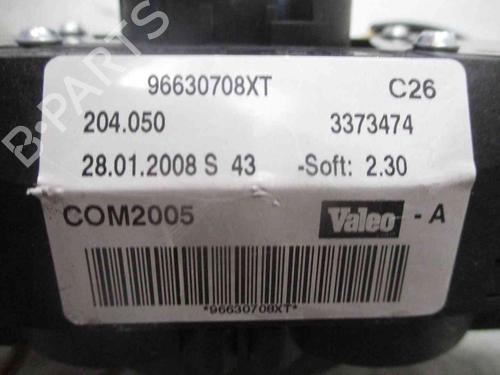 96630708XT C26
204.050 3373474
28.01.2008 S 43 -Soft: 2.30
COM2005 Valeo - A
*96630708XT*
B-PARTS